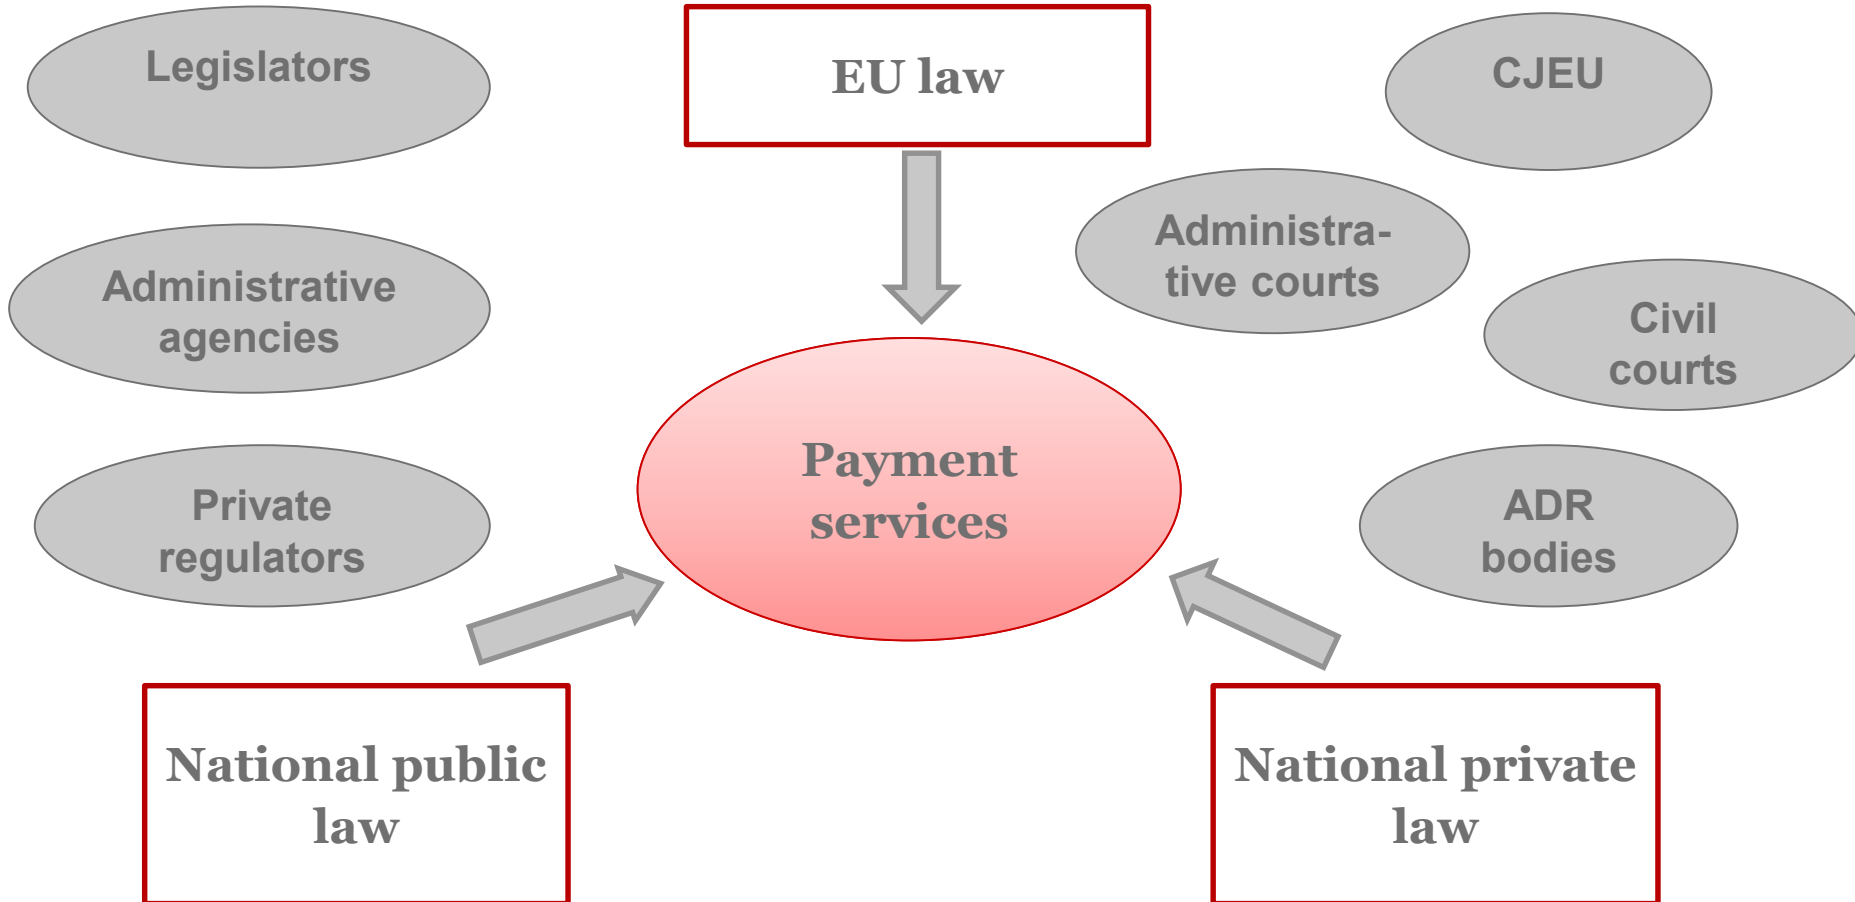 Legislators
EU law
CJEU
Administra-
tive courts
Administrative
agencies
Civil
courts
Payment
services
Private
regulators
ADR
bodies
National public
law
National private
law